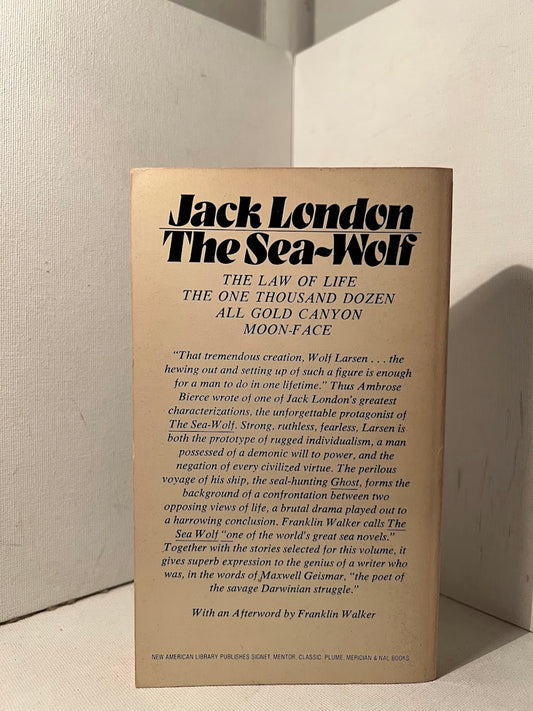 Jack London
The Sea-Wolf
THE LAW OF LIFE
THE ONE THOUSAND DOZEN
ALL GOLD CANYON
MOON-FACE
“That tremendous creation, Wolf Larsen . . . the
hewing out and setting up of such a figure is enough
for a man to do in one lifetime.” Thus Ambrose
Bierce wrote of one of Jack London's greatest
characterizations, the unforgettable protagonist of
The Sea-Wolf. Strong, ruthless, fearless, Larsen is
both the prototype of rugged individualism, a man
possessed of a demonic will to power, and the
negation of every civilized virtue. The perilous
voyage of his ship, the seal-hunting Ghost, forms the
background of a confrontation between two
opposing views of life, a brutal drama played out to
a harrowing conclusion. Franklin Walker calls The
Sea Wolf “one of the world's great sea novels.”
Together with the stories selected for this volume, it
gives superb expression to the genius of a writer who
was, in the words of Maxwell Geismar, “the poet of
the savage Darwinian struggle.”
With an Afterword by Franklin Walker
NEW AMERICAN LIBRARY PUBLISHES SIGNET, MENTOR, CLASSIC, PLUME, MERIDIAN & NAL BOOKS